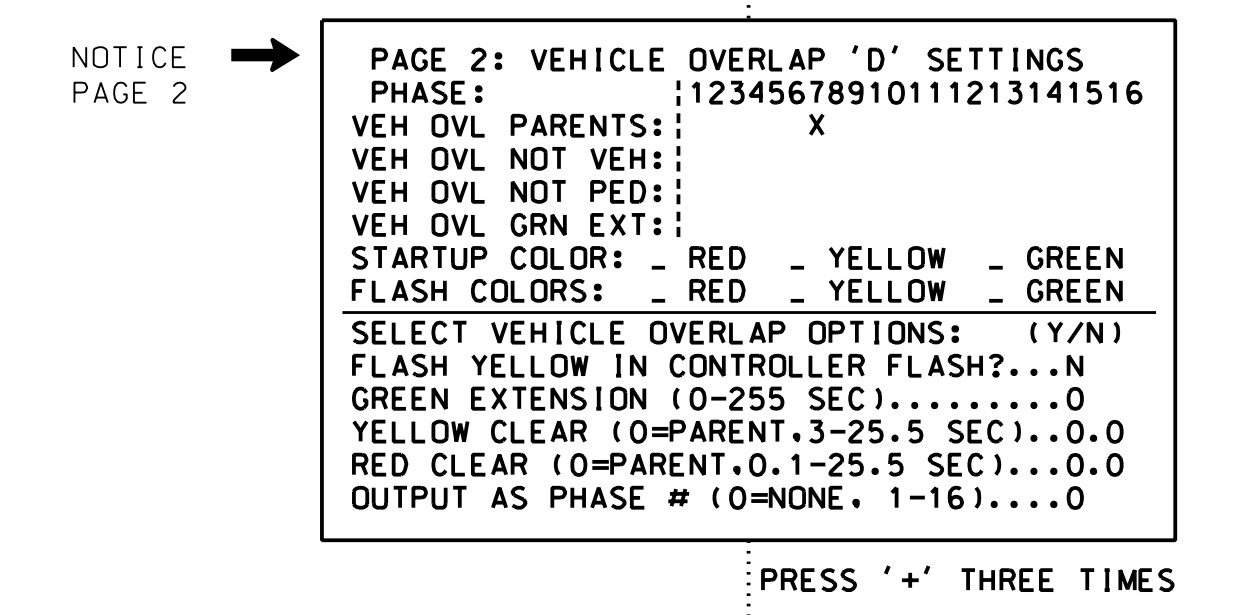 NOTICE
PAGE 2
PAGE 2: VEHICLE OVERLAP 'D' SETTINGS
PHASE: ¦12345678910111213141516
VEH OVL PARENTS:¦ X
VEH OVL NOT VEH:¦
VEH OVL NOT PED:¦
VEH OVL GRN EXT:¦
STARTUP COLOR: _ RED _ YELLOW _ GREEN
FLASH COLORS: _ RED _ YELLOW _ GREEN
SELECT VEHICLE OVERLAP OPTIONS: (Y/N)
FLASH YELLOW IN CONTROLLER FLASH?...N
GREEN EXTENSION (0-255 SEC).........0
YELLOW CLEAR (0=PARENT,3-25.5 SEC)..0.0
RED CLEAR (0=PARENT,0.1-25.5 SEC)...0.0
OUTPUT AS PHASE # (0=NONE, 1-16)....0
PRESS '+' THREE TIMES